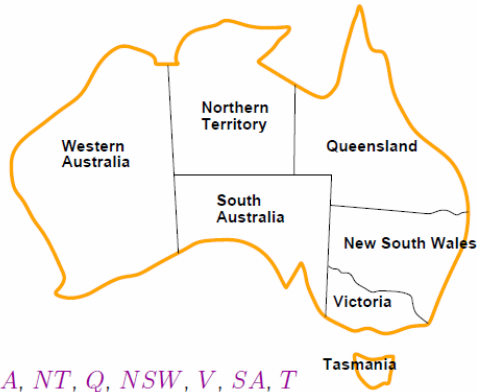 Northern
Territory
Western
Australia
Queensland
South
Australia
New South Wales
Victoria
Tasmania
A, NT, Q, NSW, V, SA, T